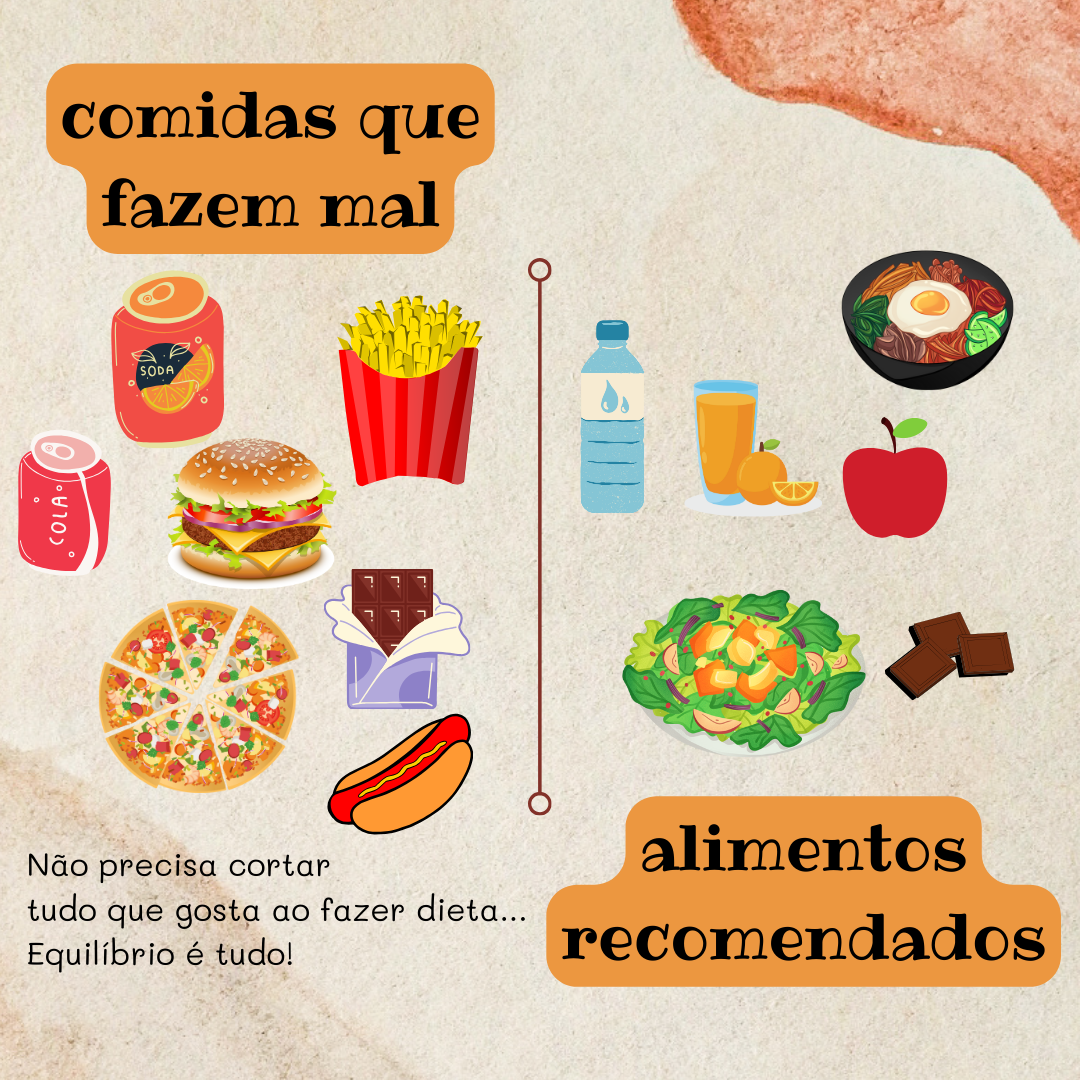 comidas que
fazem mal
SODA
COLA
Não precisa cortar
tudo que gosta ao fazer dieta...
Equilíbrio é tudo!
alimentos
recomendados